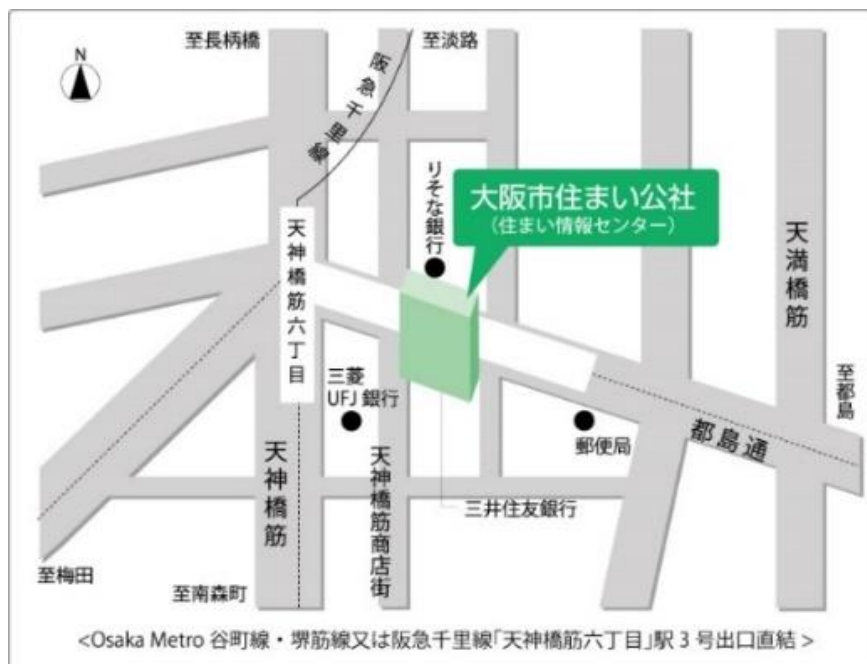 至長柄橋
至淡路
N
阪急千里線
りそな銀行
大阪市住まい公社
（住まい情報センター）
天満橋筋
天神橋筋六丁目
至都島
三菱
UFJ 銀行
都島通
郵便局
天神橋筋
天神橋筋商店街
三井住友銀行
至梅田
至南森町
<Osaka Metro 谷町線・堺筋線又は阪急千里線「天神橋筋六丁目」駅 3 号出口直結 >